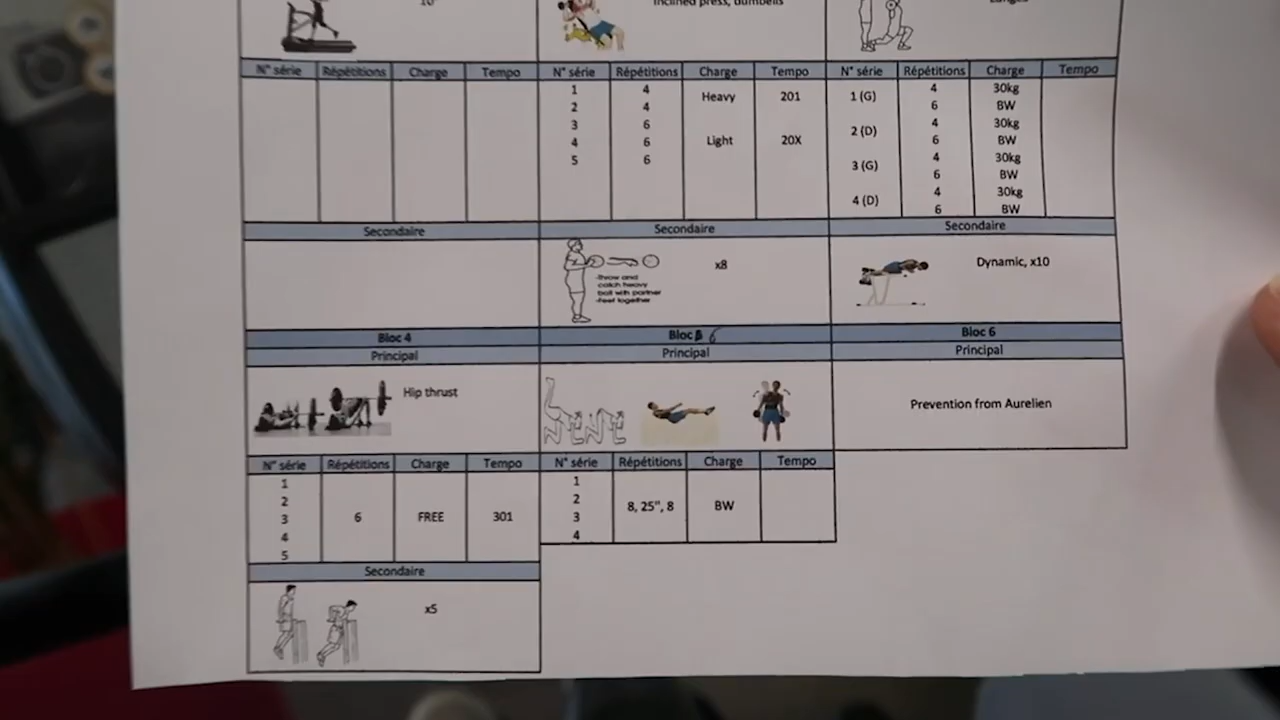 10'
Inclined press, dumbells
Lunges
N° série Répétitions Charge Tempo N° série Répétitions Charge Tempo N° série Répétitions Charge Tempo
1 4 Heavy 201 1 (G) 4 30kg
2 4 6 BW
3 6 Light 20X 2 (D) 4 30kg
4 6 6 BW
5 6 3 (G) 4 30kg
6 BW
4 (D) 4 30kg
6 BW
Secondaire Secondaire Secondaire
-Throw and
catch heavy
ball with partner
-Feet together
x8
Dynamic, x10
Bloc 4 Bloc 6 Bloc 6
Principal Principal Principal
Hip thrust
Prevention from Aurelien
N° série Répétitions Charge Tempo N° série Répétitions Charge Tempo
1 1
2 2
3 6 FREE 301 3 8, 25", 8 BW
4 4
5
Secondaire
x5